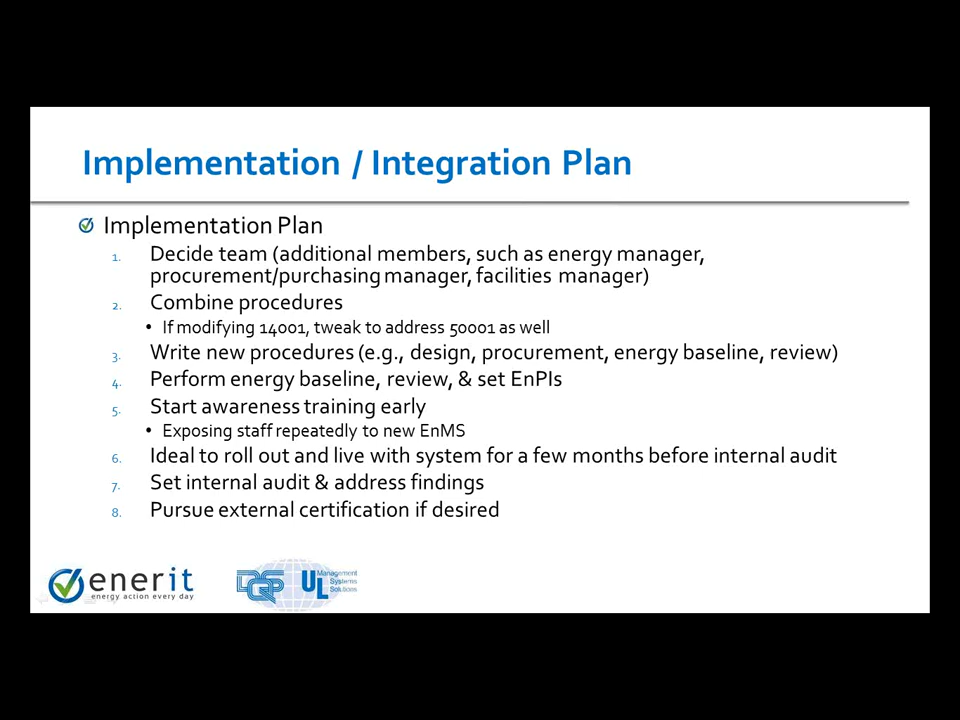 Implementation / Integration Plan
Implementation Plan
1. Decide team (additional members, such as energy manager,
procurement/purchasing manager, facilities manager)
2. Combine procedures
• If modifying 14001, tweak to address 50001 as well
3. Write new procedures (e.g., design, procurement, energy baseline, review)
4. Perform energy baseline, review, & set EnPIs
5. Start awareness training early
• Exposing staff repeatedly to new EnMS
6. Ideal to roll out and live with system for a few months before internal audit
7. Set internal audit & address findings
8. Pursue external certification if desired
enerit
energy action every day
DQS
UL
Management
Systems
Solutions